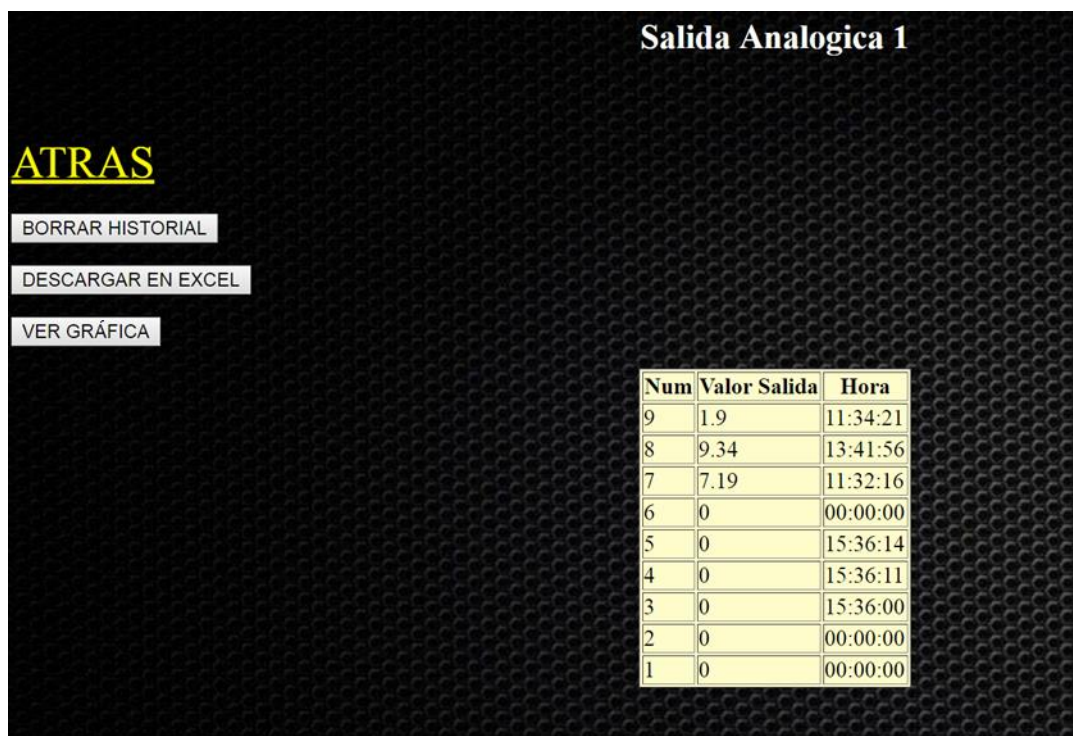 Salida Analogica 1
ATRAS
BORRAR HISTORIAL
DESCARGAR EN EXCEL
VER GRÁFICA
Num Valor Salida Hora
9 1.9 11:34:21
8 9.34 13:41:56
7 7.19 11:32:16
6 0 00:00:00
5 0 15:36:14
4 0 15:36:11
3 0 15:36:00
2 0 00:00:00
1 0 00:00:00